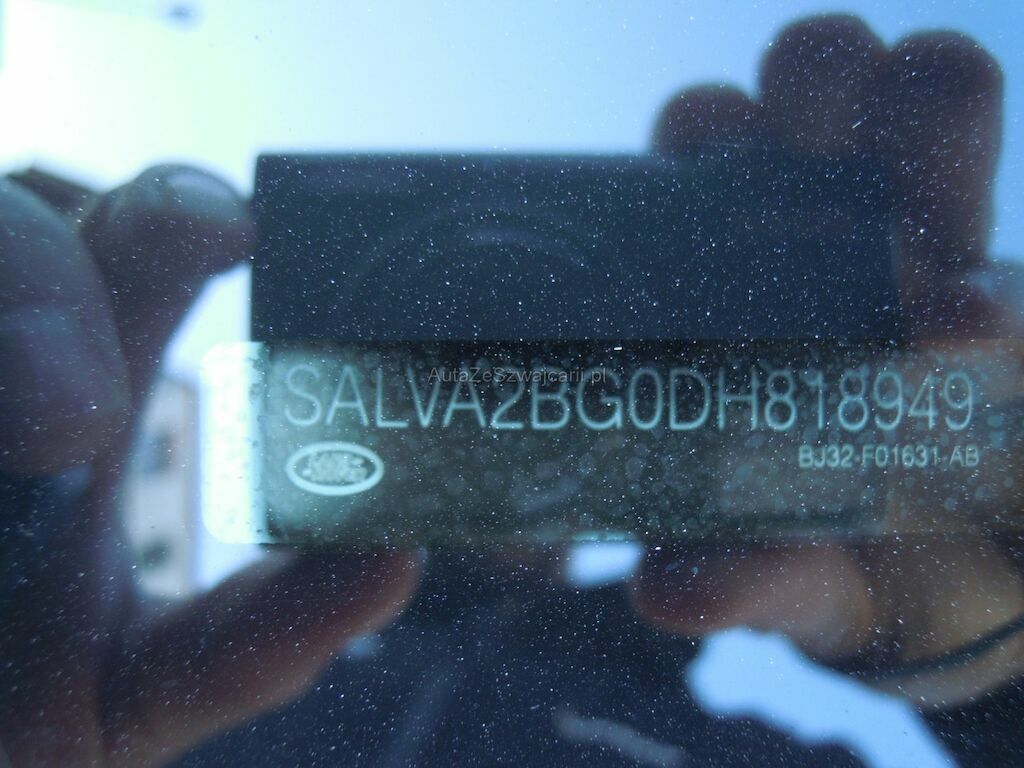 AutaZeSzwajcarii.pl
SALVA2BG0DH818949
BJ32-F01631-AB